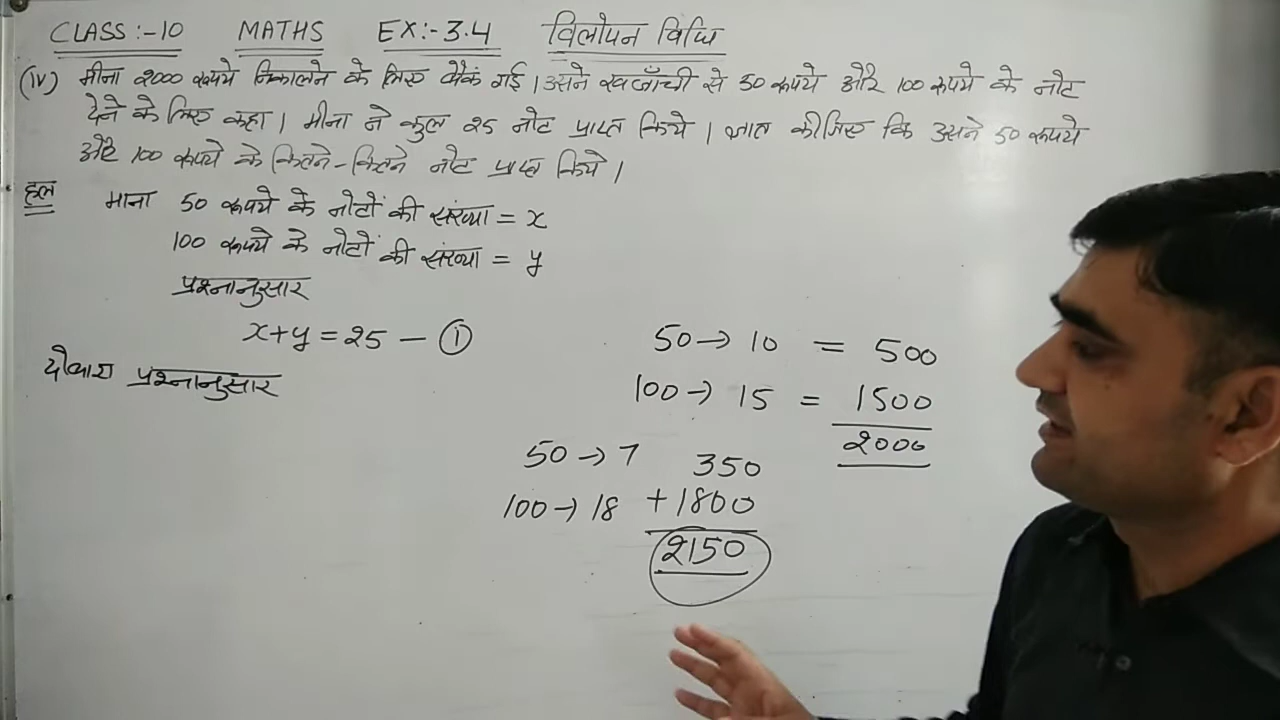 CLASS:-10 MATHS EX:-3.4 विलोपन विधि
(iv) मीना 2000 रूपये निकालने के लिए बैंक गई। उसने खजाँची से 50 रूपये और 100 रूपये के नोट
देने के लिए कहा। मीना ने कुल 25 नोट प्राप्त किये। ज्ञात कीजिए कि उसने 50 रूपये
और 100 रूपये के कितने-कितने नोट प्राप्त किये।
हल माना 50 रूपये के नोटों की संख्या = x
100 रूपये के नोटों की संख्या = y
प्रश्नानुसार
x+y=25 — ①
दोबारा प्रश्नानुसार
50→10 = 500
100→15 = 1500
2000
50→7 350
100→18 +1800
2150